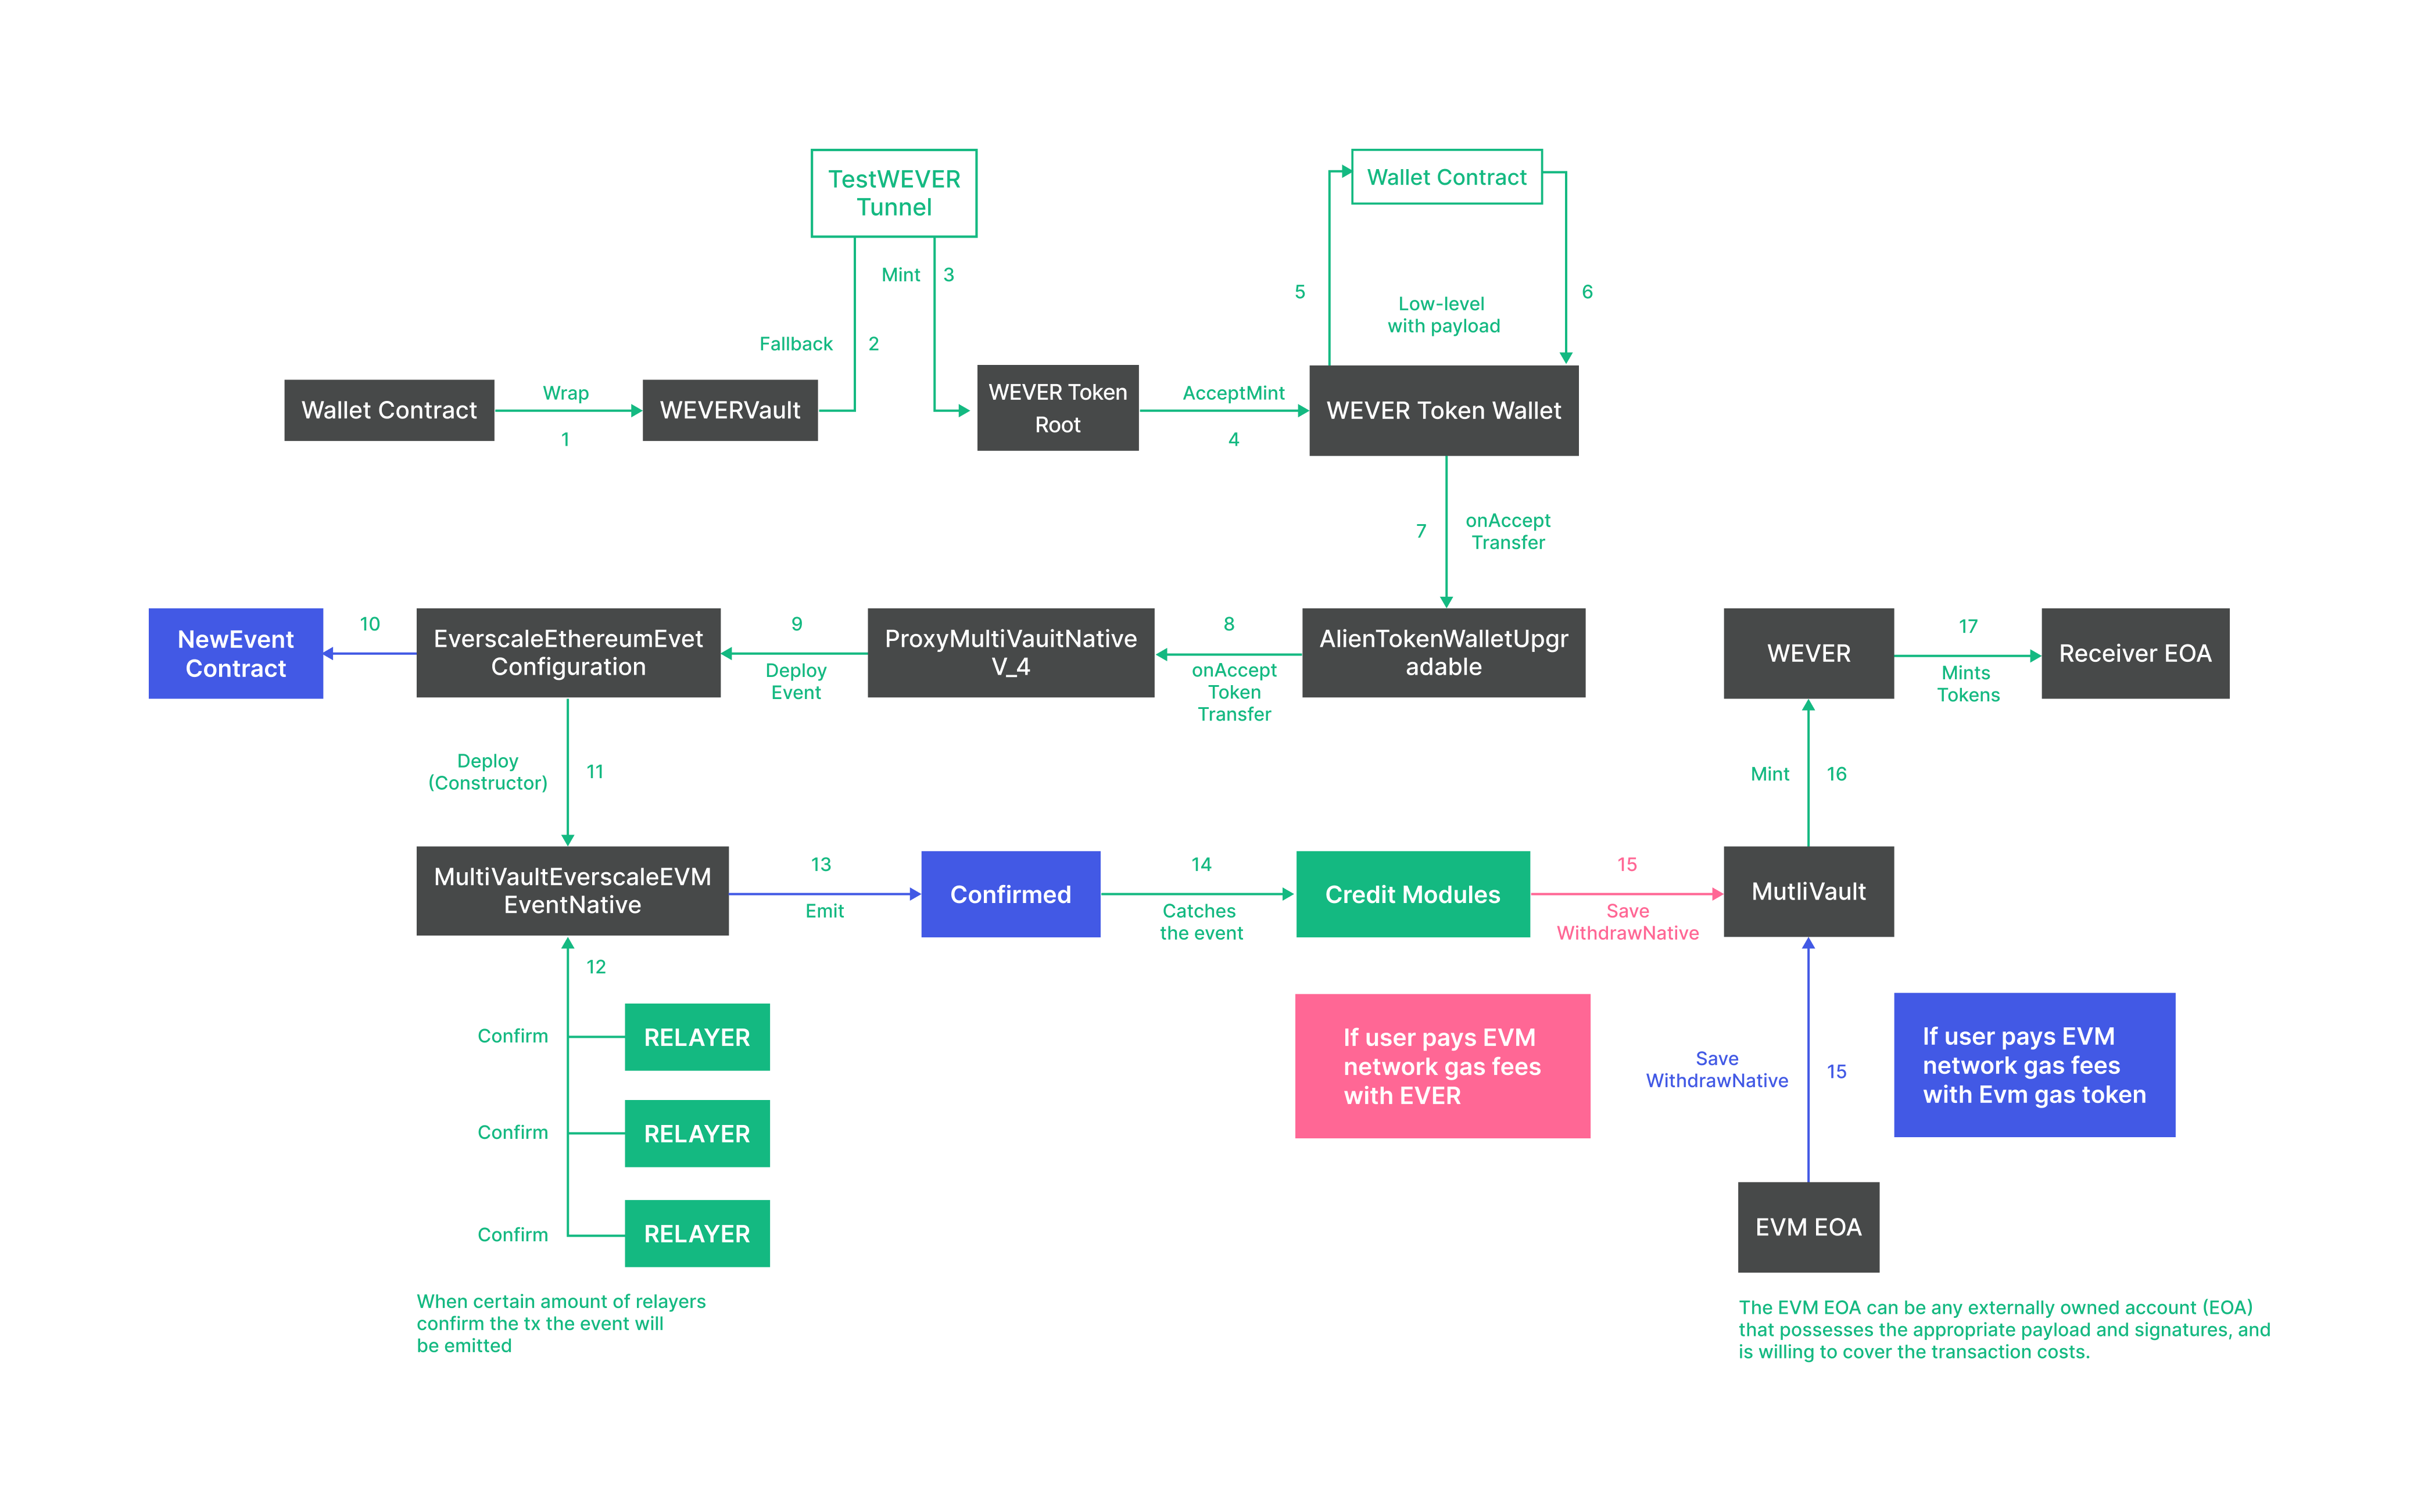 TestWEVER
Tunnel
Wallet Contract
Mint
3
5
Low-level
with payload
6
Fallback
2
Wallet Contract
Wrap
1
WEVERVault
WEVER Token
Root
AcceptMint
4
WEVER Token Wallet
7
onAccept
Transfer
NewEvent
Contract
10
EverscaleEthereumEvet
Configuration
9
Deploy
Event
ProxyMultiVauitNative
V_4
8
onAccept
Token
Transfer
AlienTokenWalletUpgr
adable
WEVER
17
Mints
Tokens
Receiver EOA
Deploy
(Constructor)
11
Mint
16
MultiVaultEverscaleEVM
EventNative
13
Emit
Confirmed
14
Catches
the event
Credit Modules
15
Save
WithdrawNative
MutliVault
12
Confirm
RELAYER
Confirm
RELAYER
Confirm
RELAYER
If user pays EVM
network gas fees
with EVER
Save
WithdrawNative
15
If user pays EVM
network gas fees
with Evm gas token
EVM EOA
When certain amount of relayers
confirm the tx the event will
be emitted
The EVM EOA can be any externally owned account (EOA)
that possesses the appropriate payload and signatures, and
is willing to cover the transaction costs.